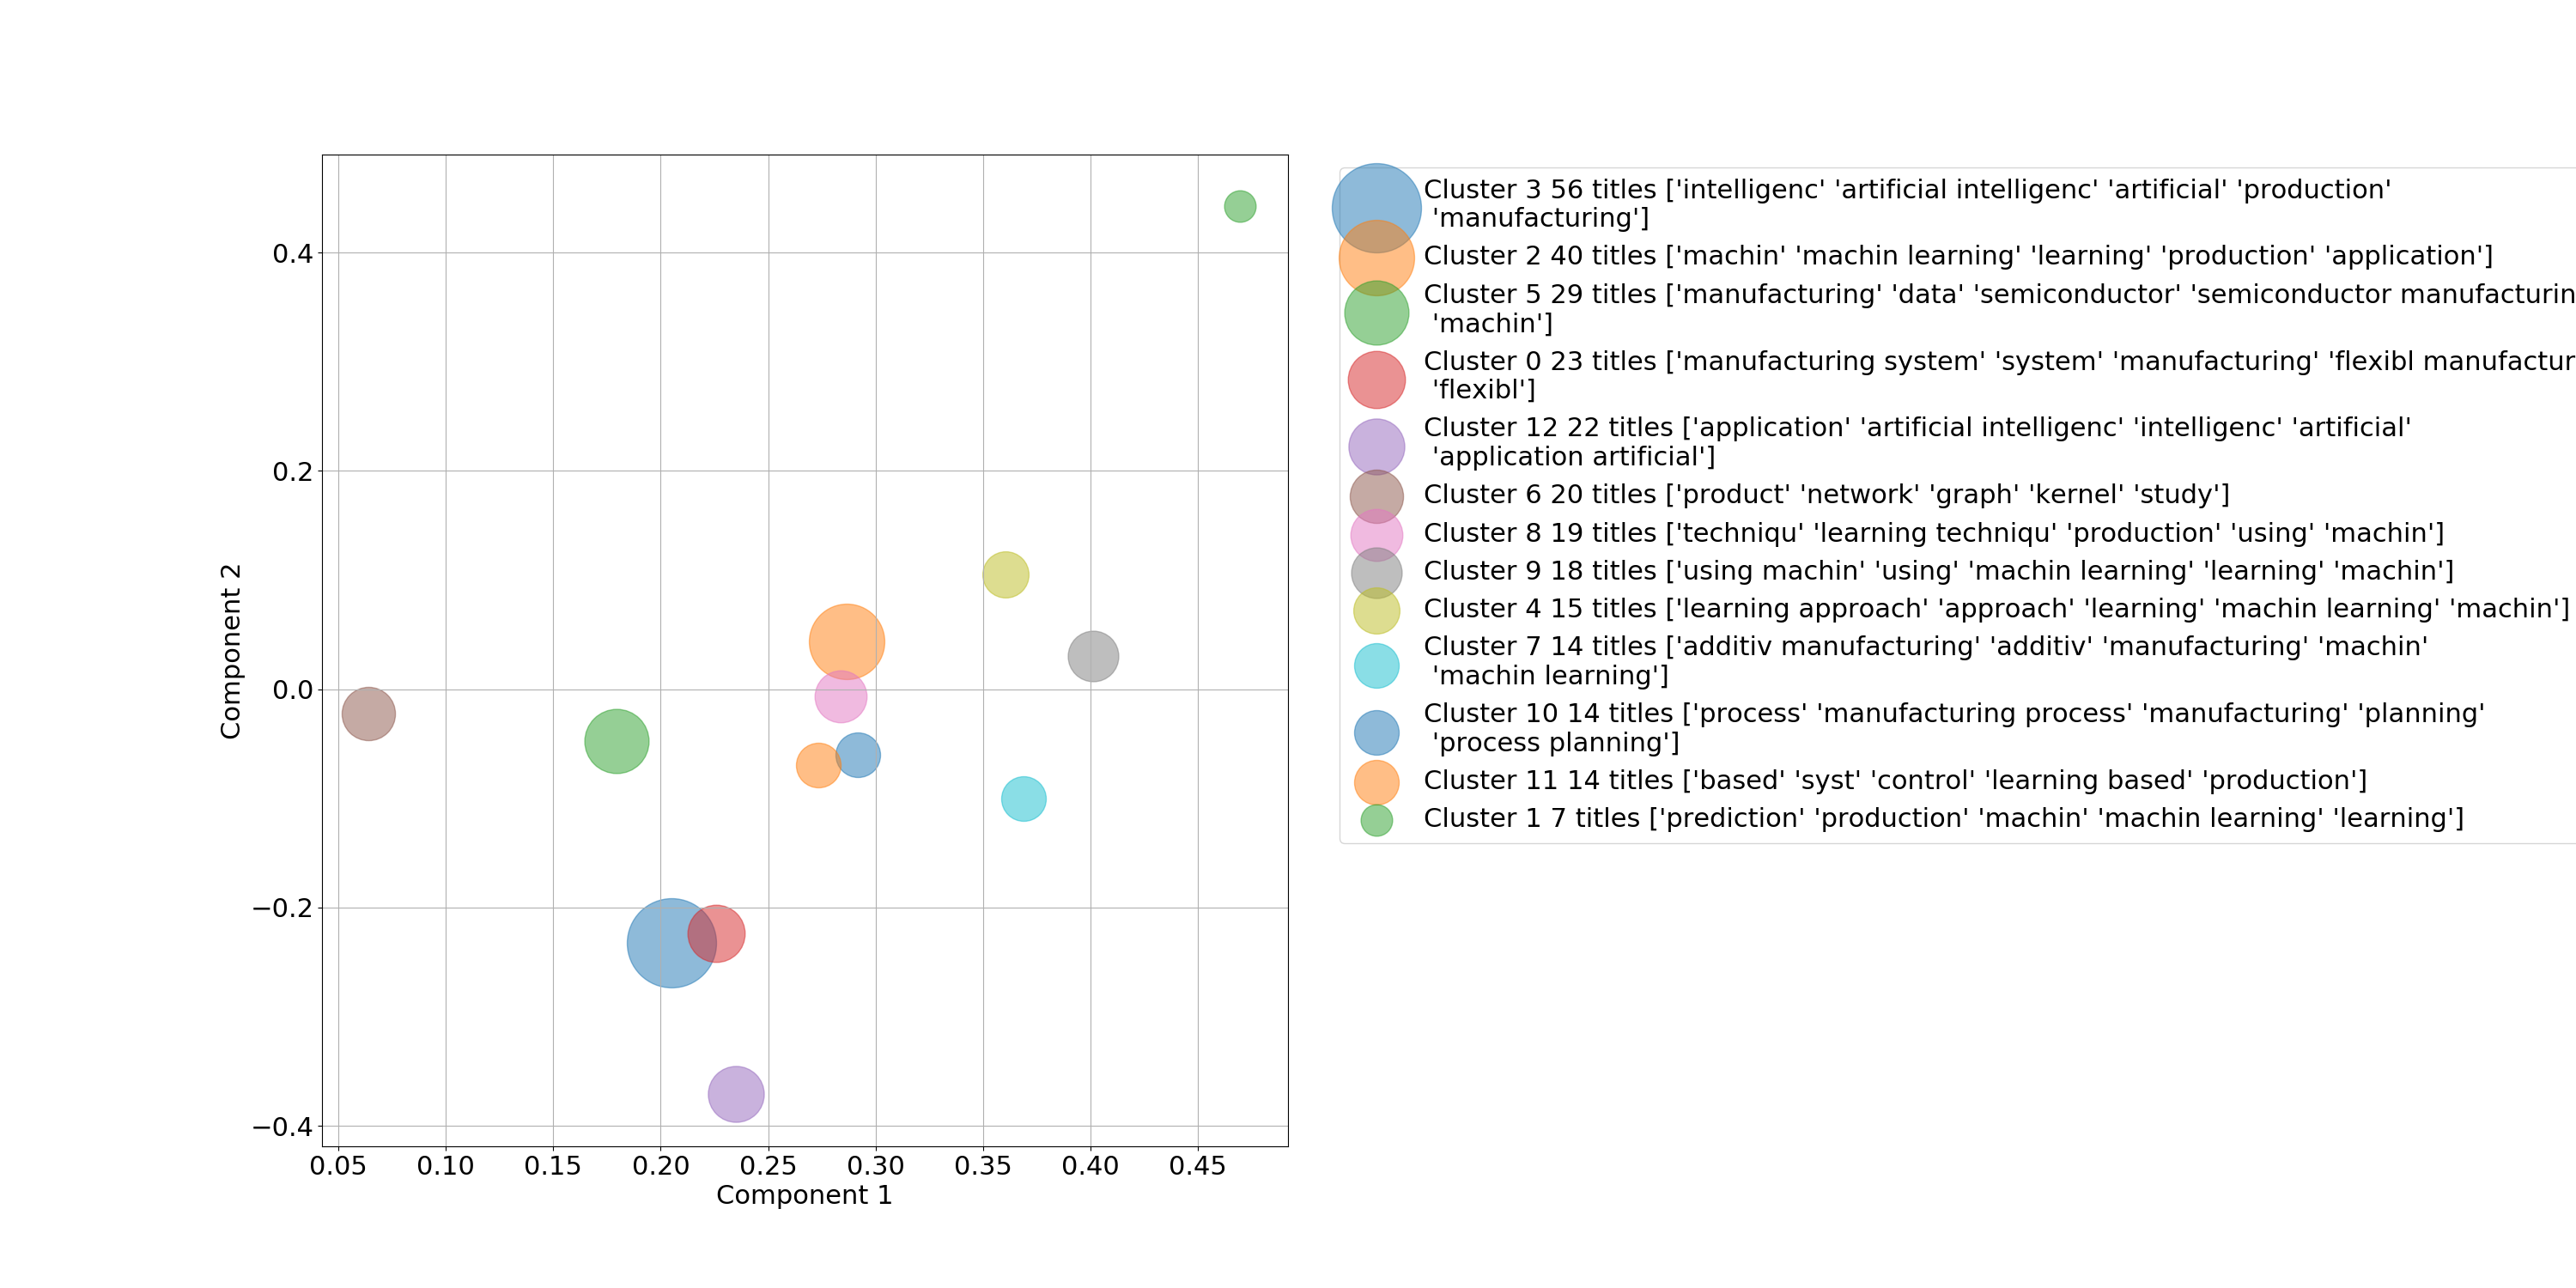 0.4
0.2
0.0
−0.2
−0.4
Component 2
0.05 0.10 0.15 0.20 0.25 0.30 0.35 0.40 0.45
Component 1
Cluster 3 56 titles ['intelligenc' 'artificial intelligenc' 'artificial' 'production'
'manufacturing']
Cluster 2 40 titles ['machin' 'machin learning' 'learning' 'production' 'application']
Cluster 5 29 titles ['manufacturing' 'data' 'semiconductor' 'semiconductor manufacturin
'machin']
Cluster 0 23 titles ['manufacturing system' 'system' 'manufacturing' 'flexibl manufactur
'flexibl']
Cluster 12 22 titles ['application' 'artificial intelligenc' 'intelligenc' 'artificial'
'application artificial']
Cluster 6 20 titles ['product' 'network' 'graph' 'kernel' 'study']
Cluster 8 19 titles ['techniqu' 'learning techniqu' 'production' 'using' 'machin']
Cluster 9 18 titles ['using machin' 'using' 'machin learning' 'learning' 'machin']
Cluster 4 15 titles ['learning approach' 'approach' 'learning' 'machin learning' 'machin']
Cluster 7 14 titles ['additiv manufacturing' 'additiv' 'manufacturing' 'machin'
'machin learning']
Cluster 10 14 titles ['process' 'manufacturing process' 'manufacturing' 'planning'
'process planning']
Cluster 11 14 titles ['based' 'syst' 'control' 'learning based' 'production']
Cluster 1 7 titles ['prediction' 'production' 'machin' 'machin learning' 'learning']